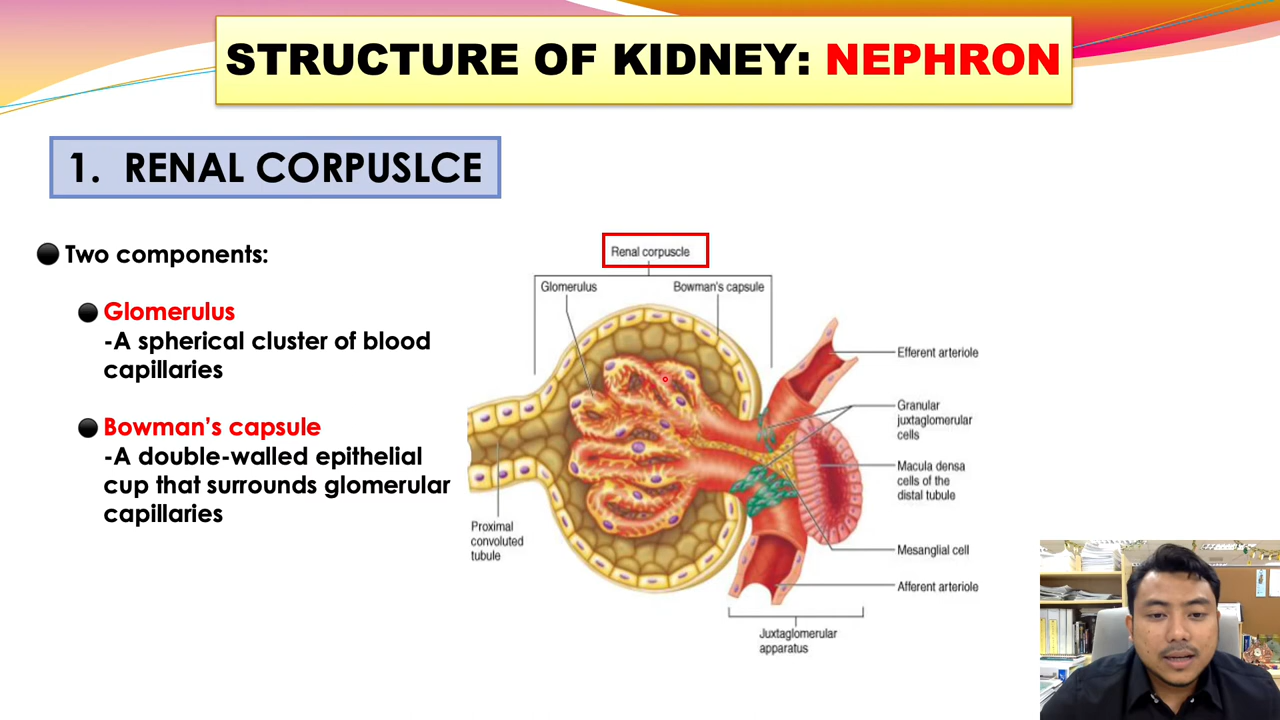 STRUCTURE OF KIDNEY: NEPHRON
1. RENAL CORPUSLCE
Two components:
Glomerulus
-A spherical cluster of blood
capillaries
Bowman's capsule
-A double-walled epithelial
cup that surrounds glomerular
capillaries
Renal corpuscle
Glomerulus
Bowman's capsule
Efferent arteriole
Granular
juxtaglomerular
cells
Macula densa
cells of the
distal tubule
Mesanglial cell
Afferent arteriole
Proximal
convoluted
tubule
Juxtaglomerular
apparatus